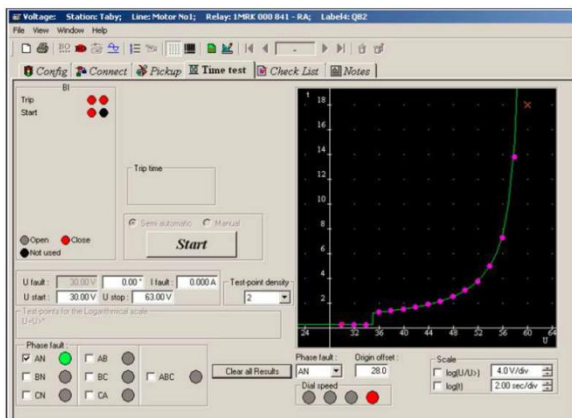 Voltage: Station: Taby; Line: Motor No1; Relay: 1MRK 000 841 - RA; Label4: QB2
File View Window Help
Config Connect Pickup Time test Check List Notes
BI
Trip
Start
Open Close
Not used
Trip time
Semi automatic Manual
Start
U fault : 30.00 V 0.00 ° I fault : 0.000 A
U start : 30.00 V U stop : 63.00 V
Test-point density
2
Test points for the Logarithmical scale
Phase fault :
AN AB
BN BC ABC
CN CA
Clear all Results
t
18
16
14
12
10
8
6
4
2
24 28 32 36 40 44 48 52 56 60 64
U
Phase fault : Origin offset :
AN 28.0
Dial speed
Scale
log(U/U>) 4.0 V/div
log(t) 2.00 sec/div